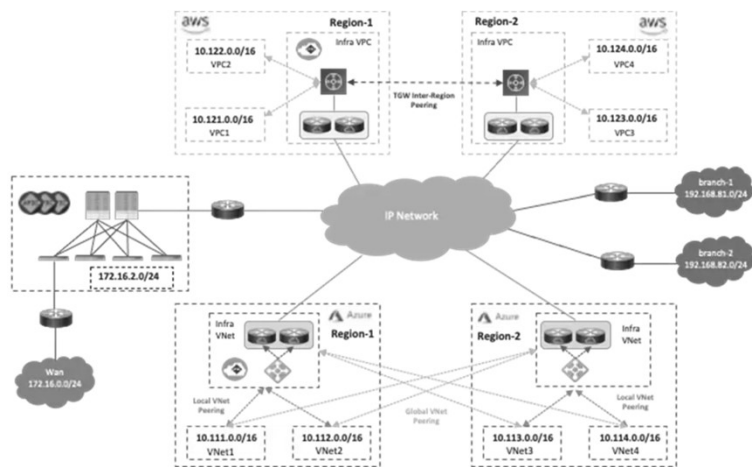 aws
Region-1
Infra VPC
10.122.0.0/16
VPC2
10.121.0.0/16
VPC1
TGW Inter-Region
Peering
Region-2
aws
Infra VPC
10.124.0.0/16
VPC4
10.123.0.0/16
VPC3
172.16.2.0/24
IP Network
branch-1
192.168.81.0/24
branch-2
192.168.82.0/24
Wan
172.16.0.0/24
Azure
Infra
VNet
Region-1
Local VNet
Peering
10.111.0.0/16
VNet1
10.112.0.0/16
VNet2
Global VNet
Peering
Azure
Region-2
Infra
VNet
Local VNet
Peering
10.113.0.0/16
VNet3
10.114.0.0/16
VNet4